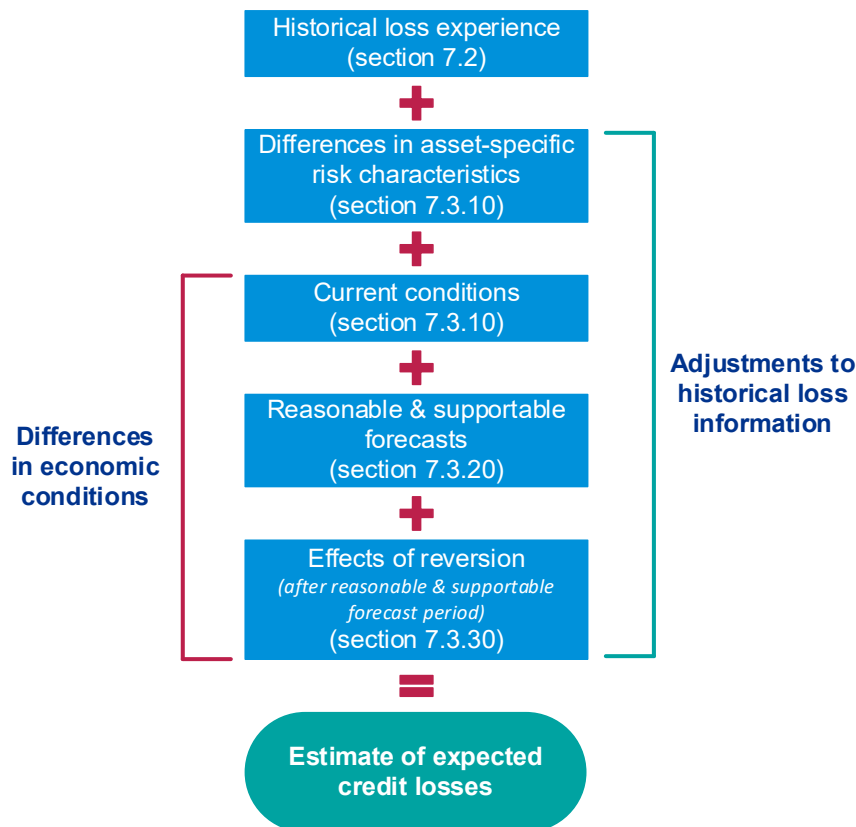 Historical loss experience
(section 7.2)
+
Differences in asset-specific
risk characteristics
(section 7.3.10)
+
Current conditions
(section 7.3.10)
+
Reasonable & supportable
forecasts
(section 7.3.20)
+
Effects of reversion
(after reasonable & supportable
forecast period)
(section 7.3.30)
=
Estimate of expected
credit losses
Differences
in economic
conditions
Adjustments to
historical loss
information